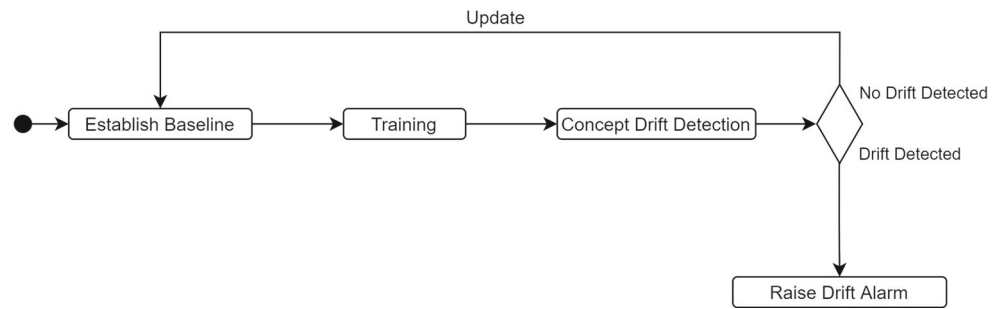 Update
No Drift Detected
Establish Baseline
Training
Concept Drift Detection
Drift Detected
Raise Drift Alarm